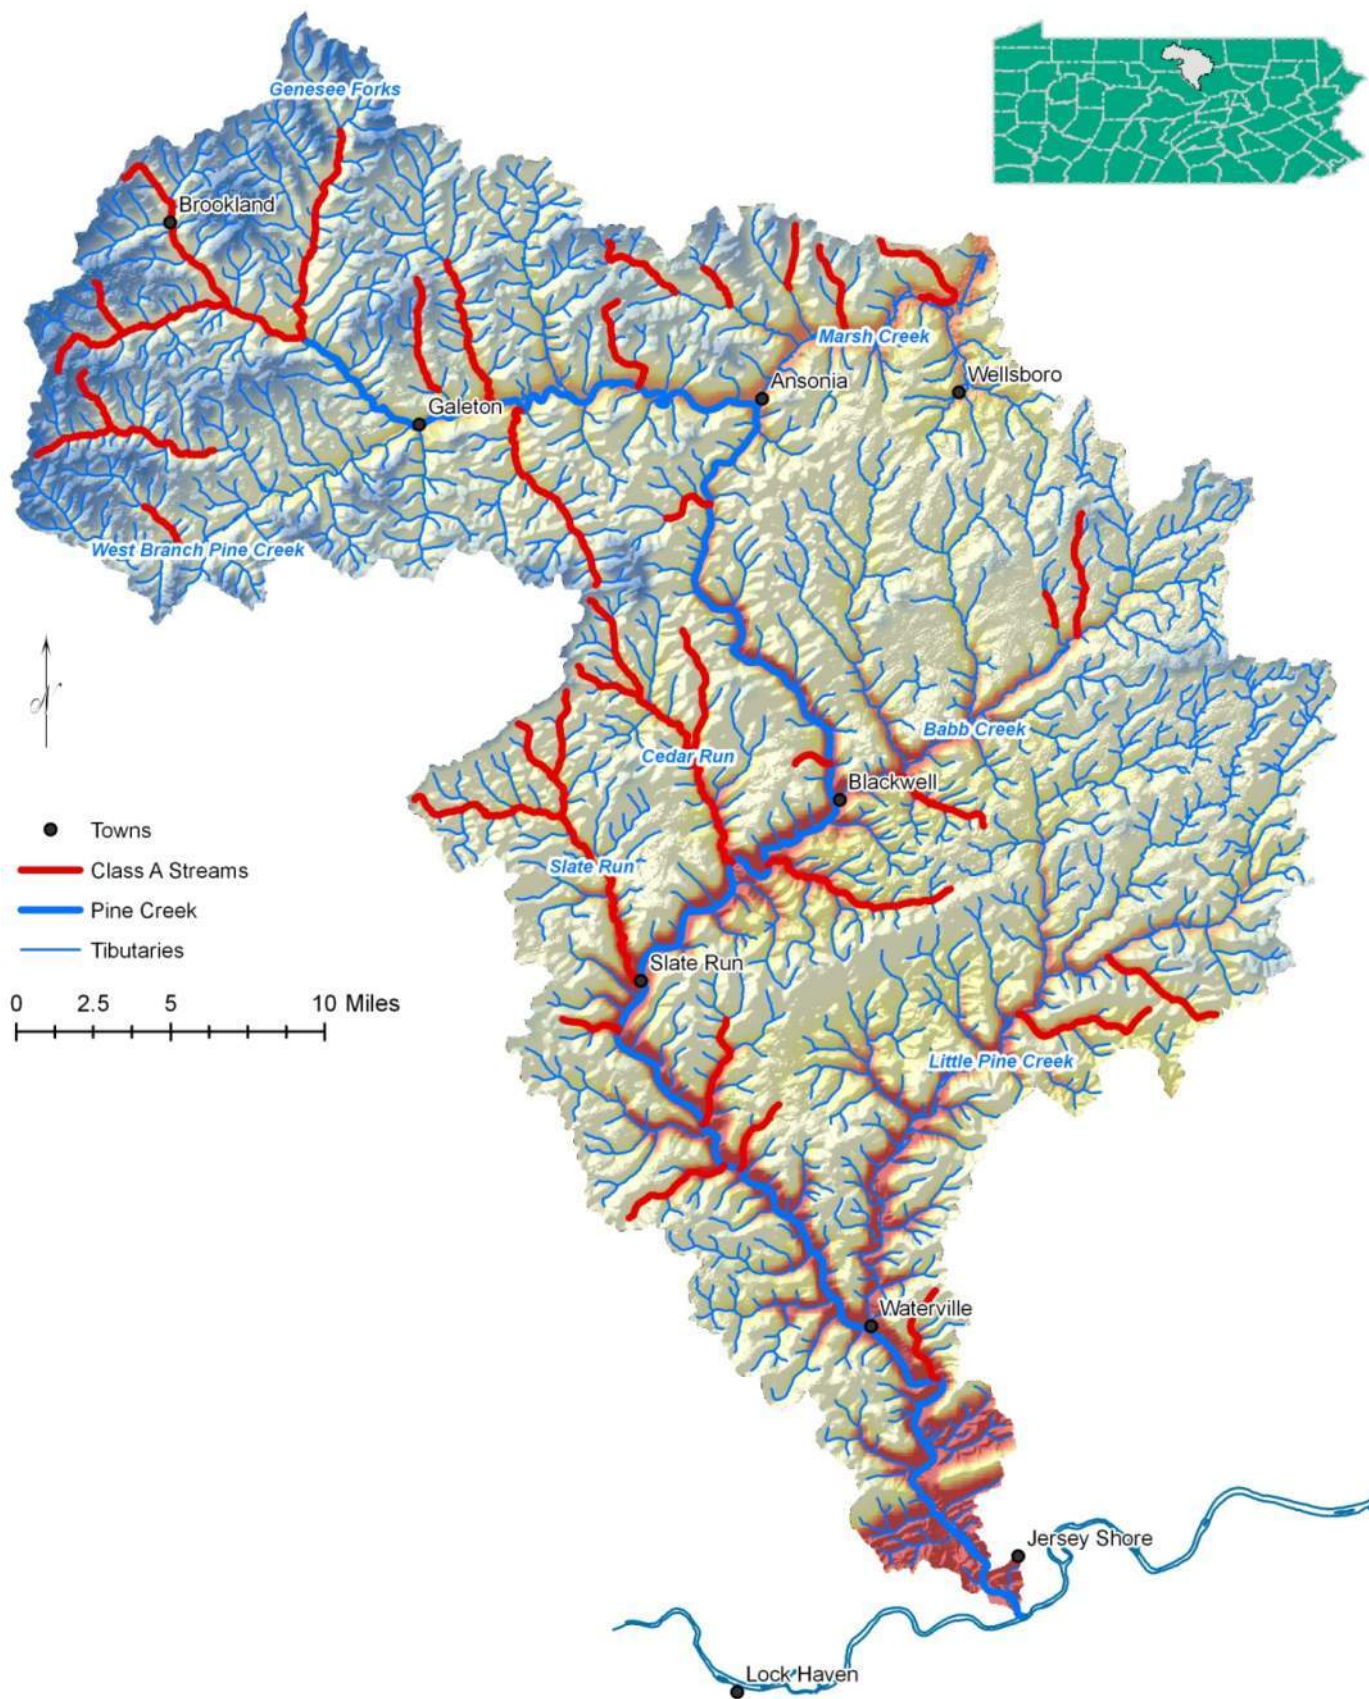 Genesee Forks
Brookland
Marsh Creek
Wellsboro
Ansonia
Galeton
West Branch Pine Creek
N
Babb Creek
Cedar Run
Blackwell
Towns
Class A Streams
Slate Run
Pine Creek
Tibutaries
Slate Run
0 2.5 5 10 Miles
Little Pine Creek
Waterville
Jersey Shore
Lock Haven